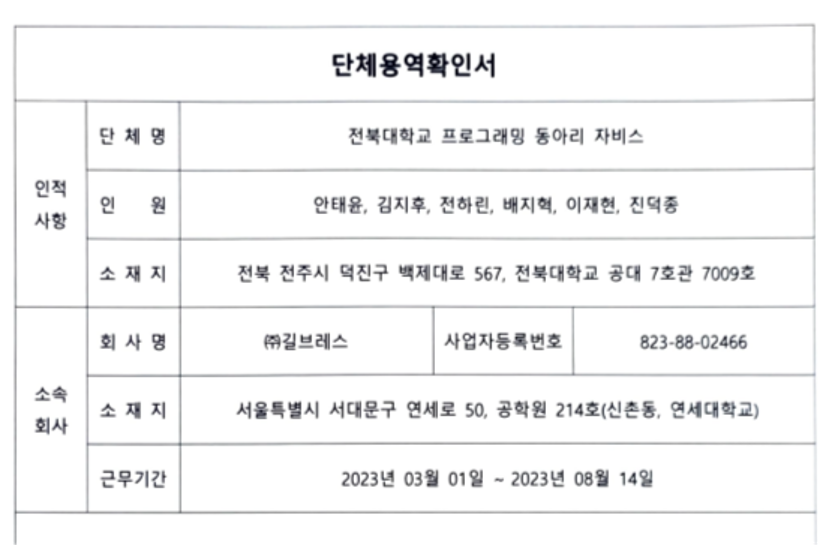 단체용역확인서
인적
사항
단 체 명
전북대학교 프로그래밍 동아리 자비스
인 원
안태윤, 김지후, 전하린, 배지혁, 이재현, 진덕종
소 재 지
전북 전주시 덕진구 백제대로 567, 전북대학교 공대 7호관 7009호
소속
회사
회 사 명
㈜길브레스
사업자등록번호
823-88-02466
소 재 지
서울특별시 서대문구 연세로 50, 공학원 214호(신촌동, 연세대학교)
근무기간
2023년 03월 01일 ~ 2023년 08월 14일